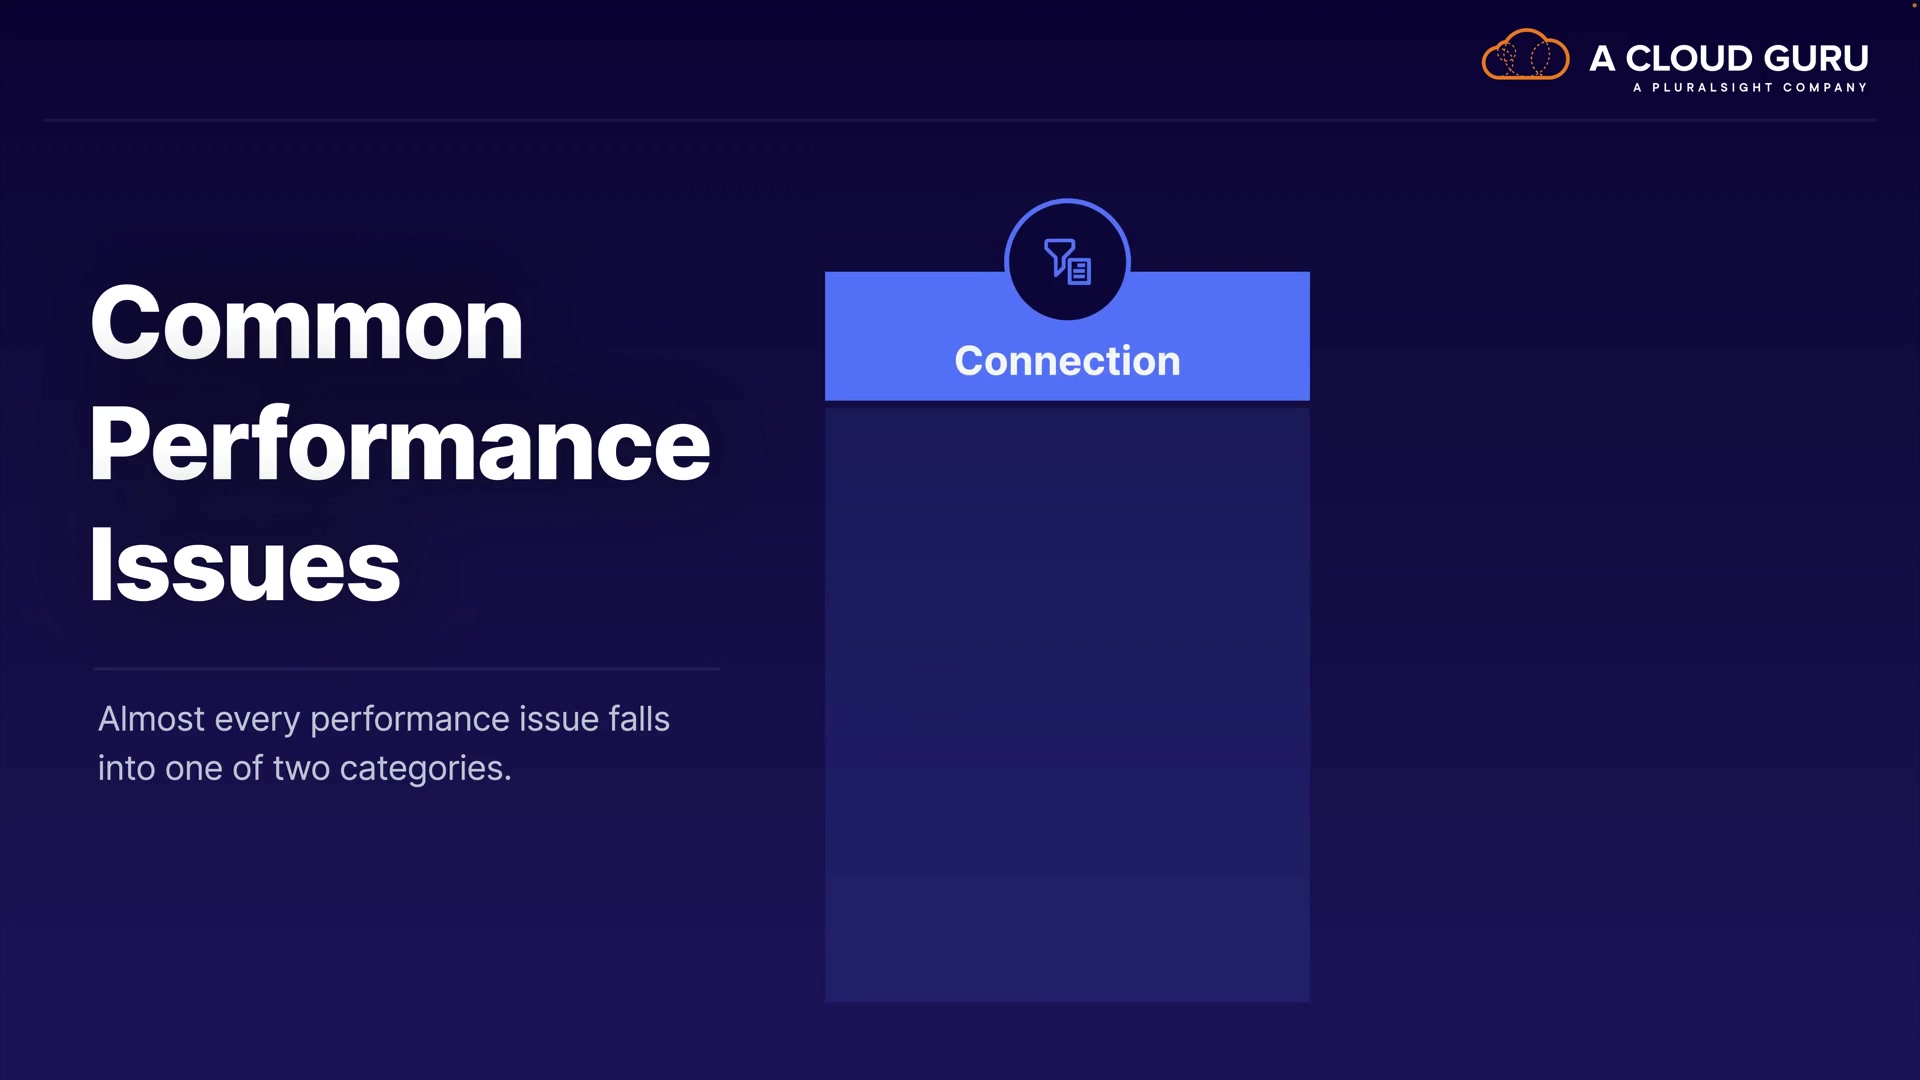 A CLOUD GURU
A PLURALSIGHT COMPANY
Common
Performance
Issues
Almost every performance issue falls
into one of two categories.
Connection